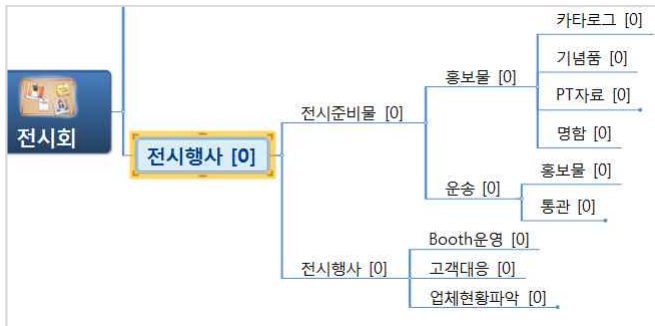 전시회
전시행사 [0]
전시준비물 [0]
홍보물 [0]
카타로그 [0]
기념품 [0]
PT자료 [0]
명함 [0]
운송 [0]
홍보물 [0]
통관 [0]
전시행사 [0]
Booth운영 [0]
고객대응 [0]
업체현황파악 [0]